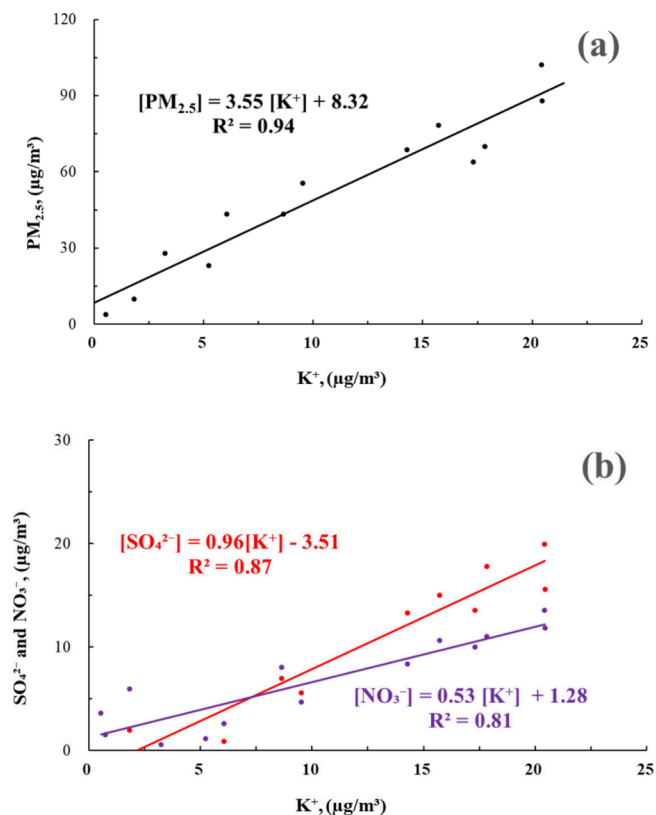 (a)
120
90
60
30
0
[PM₂.₅] = 3.55 [K⁺] + 8.32
R² = 0.94
PM₂.₅, (µg/m³)
0 5 10 15 20 25
K⁺, (µg/m³)
(b)
30
20
10
0
[SO₄²⁻] = 0.96[K⁺] - 3.51
R² = 0.87
SO₄²⁻ and NO₃⁻, (µg/m³)
[NO₃⁻] = 0.53 [K⁺] + 1.28
R² = 0.81
0 5 10 15 20 25
K⁺, (µg/m³)